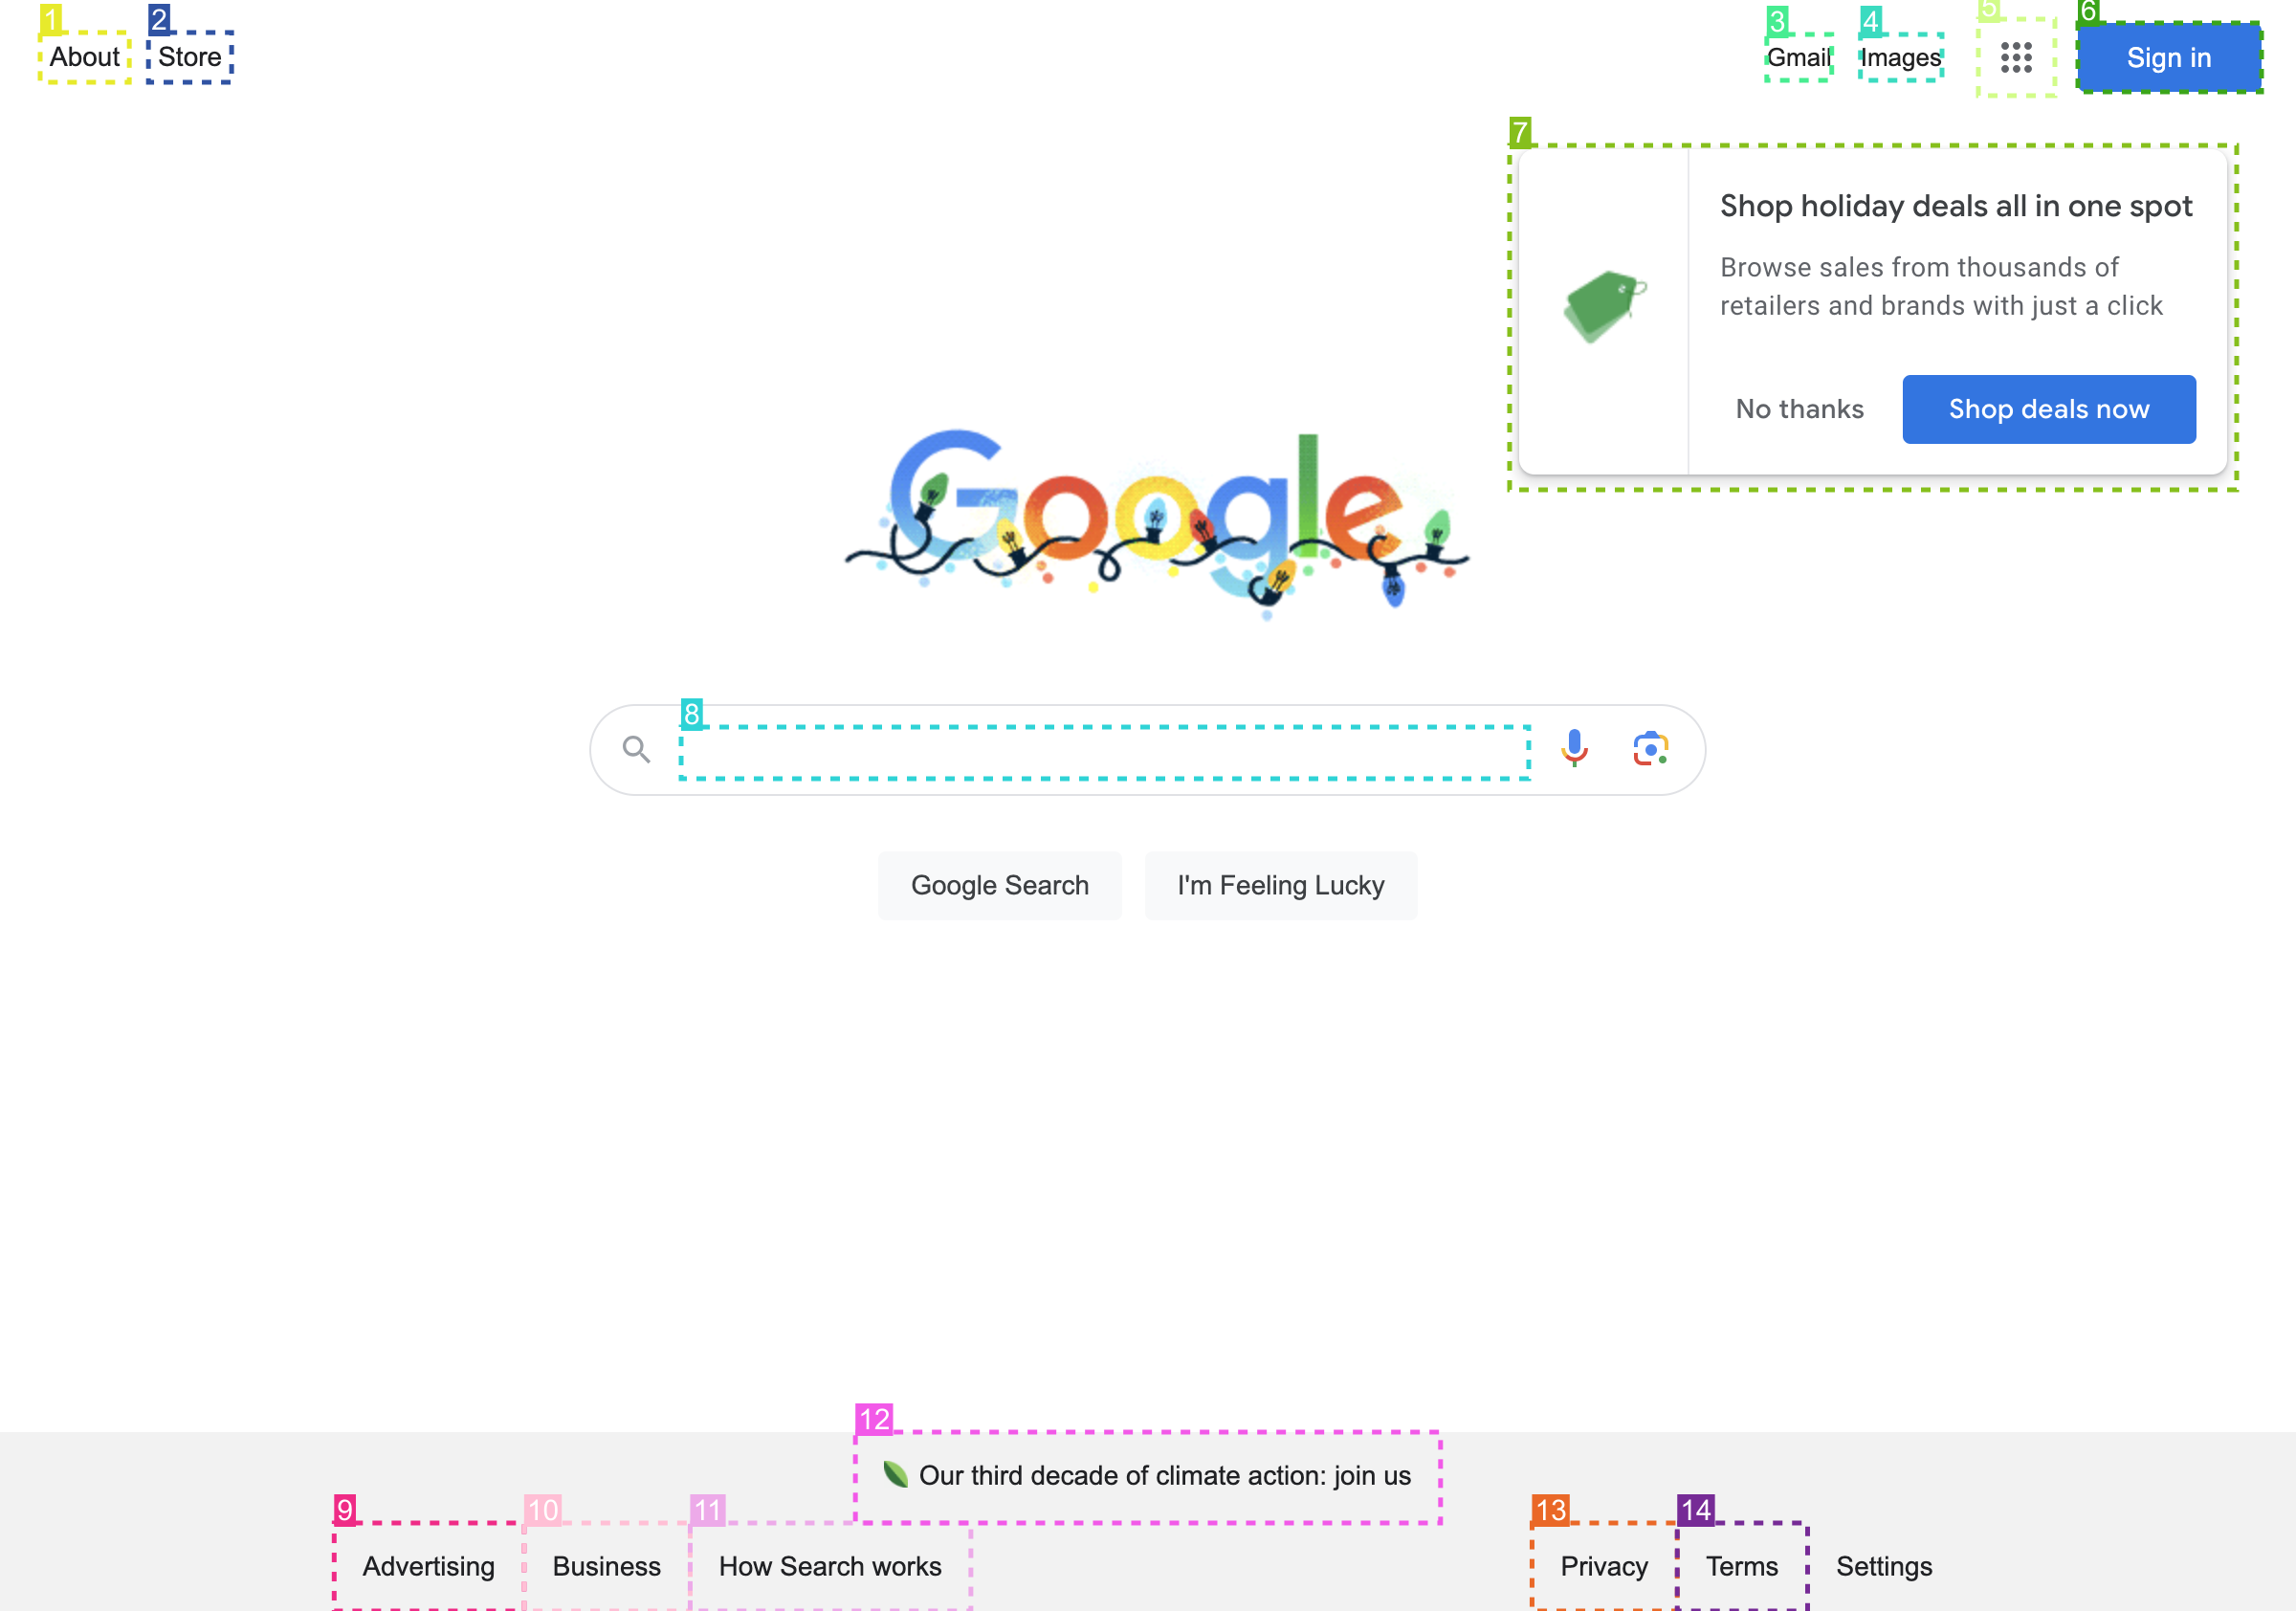 1
2
3
4
5
6
About
Store
Gmail
Images
Sign in
7
Shop holiday deals all in one spot
Browse sales from thousands of
retailers and brands with just a click
No thanks
Shop deals now
Google
8
Google Search
I'm Feeling Lucky
12
Our third decade of climate action: join us
9
10
11
13
14
Advertising
Business
How Search works
Privacy
Terms
Settings